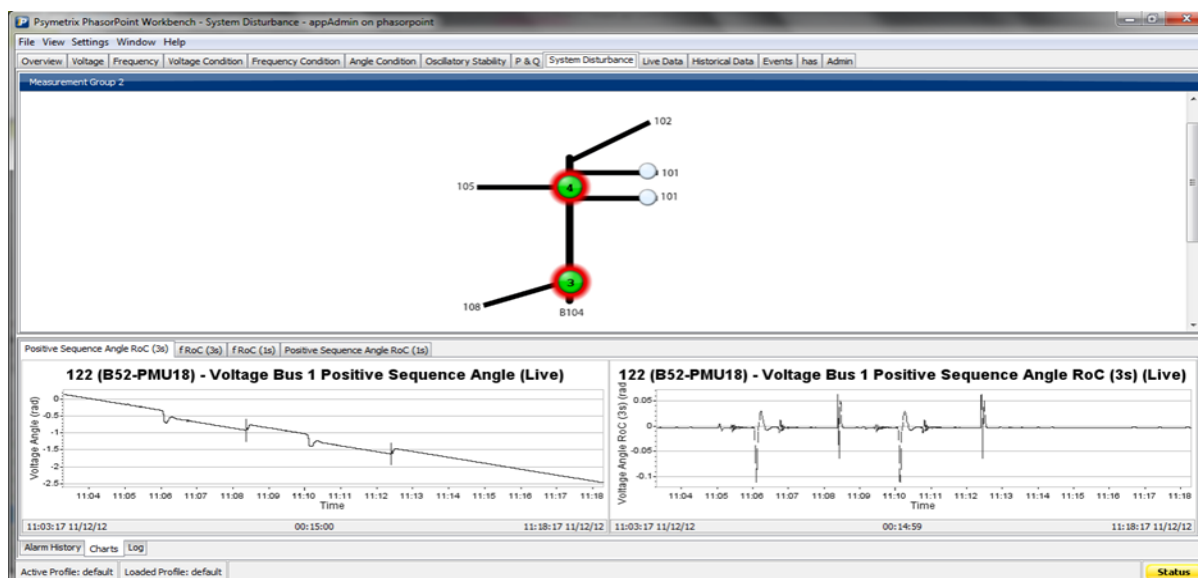 Psymetrix PhasorPoint Workbench - System Disturbance - appAdmin on phasorpoint
File View Settings Window Help
Overview Voltage Frequency Voltage Condition Frequency Condition Angle Condition Oscillatory Stability P & Q System Disturbance Live Data Historical Data Events has Admin
Measurement Group 2
102
101
105
4
101
3
108
B104
Positive Sequence Angle RoC (3s) f RoC (3s) f RoC (1s) Positive Sequence Angle RoC (1s)
122 (B52-PMU18) - Voltage Bus 1 Positive Sequence Angle (Live)
Voltage Angle (rad)
0
-0.5
-1
-1.5
-2
-2.5
11:04 11:05 11:06 11:07 11:08 11:09 11:10 11:11 11:12 11:13 11:14 11:15 11:16 11:17 11:18
Time
11:03:17 11/12/12 00:15:00 11:18:17 11/12/12
122 (B52-PMU18) - Voltage Bus 1 Positive Sequence Angle RoC (3s) (Live)
Voltage Angle RoC (3s) (rad
0.05
0
-0.05
-0.1
11:04 11:05 11:06 11:07 11:08 11:09 11:10 11:11 11:12 11:13 11:14 11:15 11:16 11:17 11:18
Time
11:03:17 11/12/12 00:14:59 11:18:17 11/12/12
Alarm History Charts Log
Active Profile: default Loaded Profile: default Status